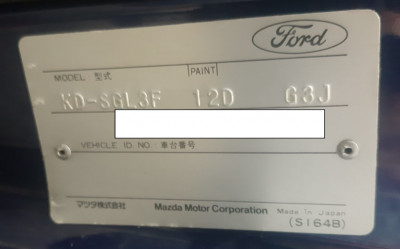 Ford
MODEL: 型式 PAINT
KD-SGL3F 12D G3J
VEHICLE ID. NO.: 車台番号
マツダ株式会社 Mazda Motor Corporation Made in Japan
(S164B)